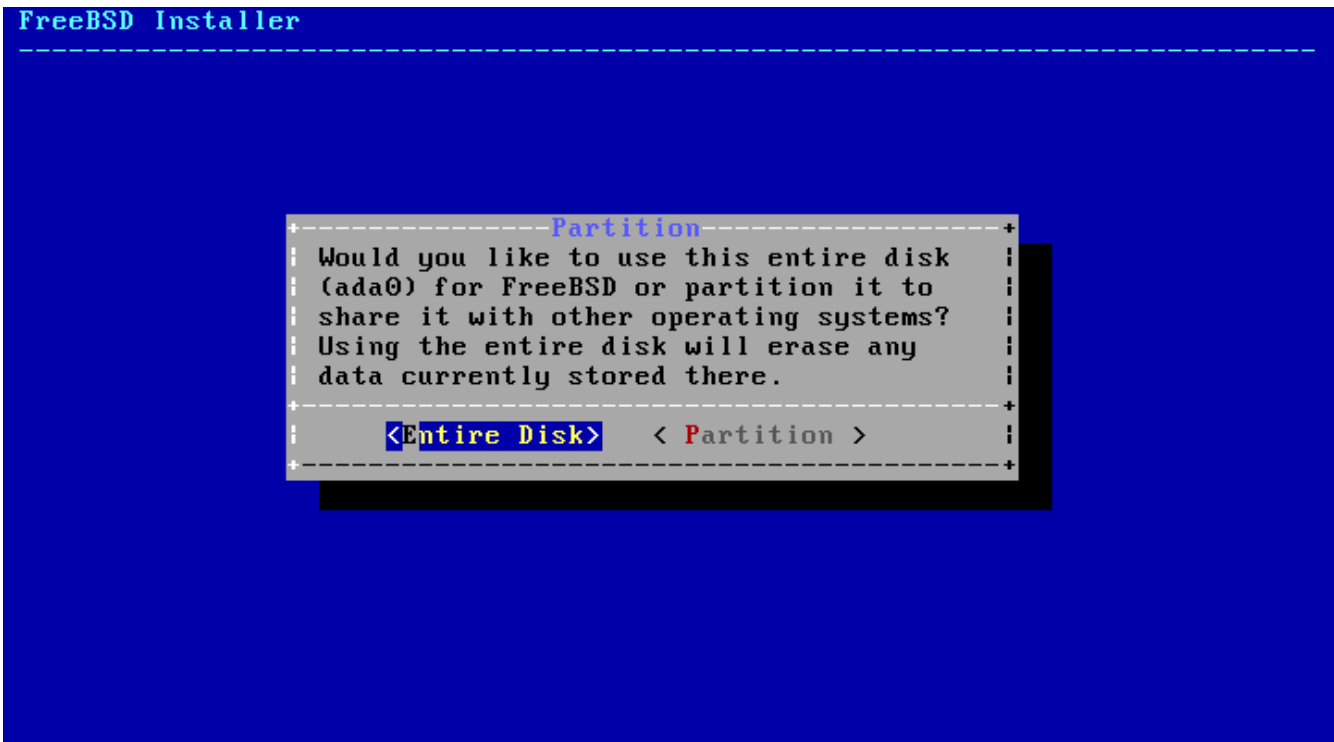 FreeBSD Installer
Partition
Would you like to use this entire disk
(ada0) for FreeBSD or partition it to
share it with other operating systems?
Using the entire disk will erase any
data currently stored there.
<Entire Disk> < Partition >